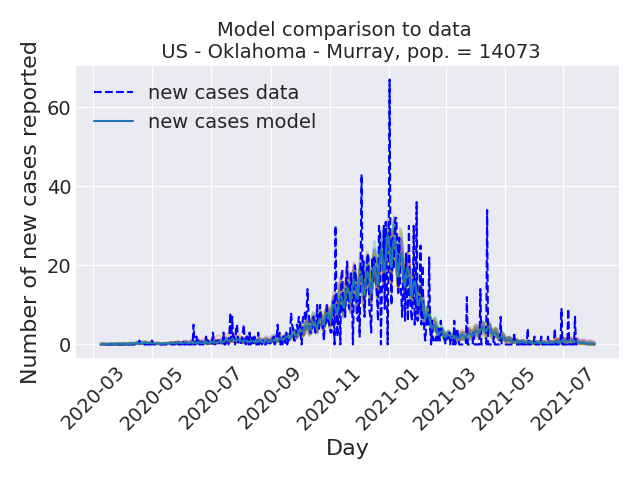 Model comparison to data
US - Oklahoma - Murray, pop. = 14073
Number of new cases reported
60
40
20
0
new cases data
new cases model
2020-03
2020-05
2020-07
2020-09
2020-11
2021-01
2021-03
2021-05
2021-07
Day